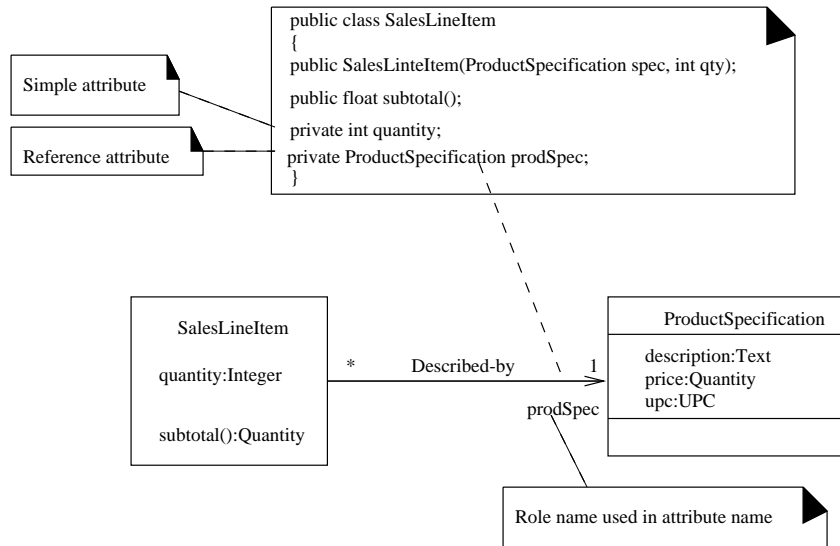 public class SalesLineItem
{
public SalesLinteItem(ProductSpecification spec, int qty);
public float subtotal();
private int quantity;
private ProductSpecification prodSpec;
}
Simple attribute
Reference attribute
SalesLineItem
quantity:Integer
subtotal():Quantity
* Described-by 1
prodSpec
ProductSpecification
description:Text
price:Quantity
upc:UPC
Role name used in attribute name